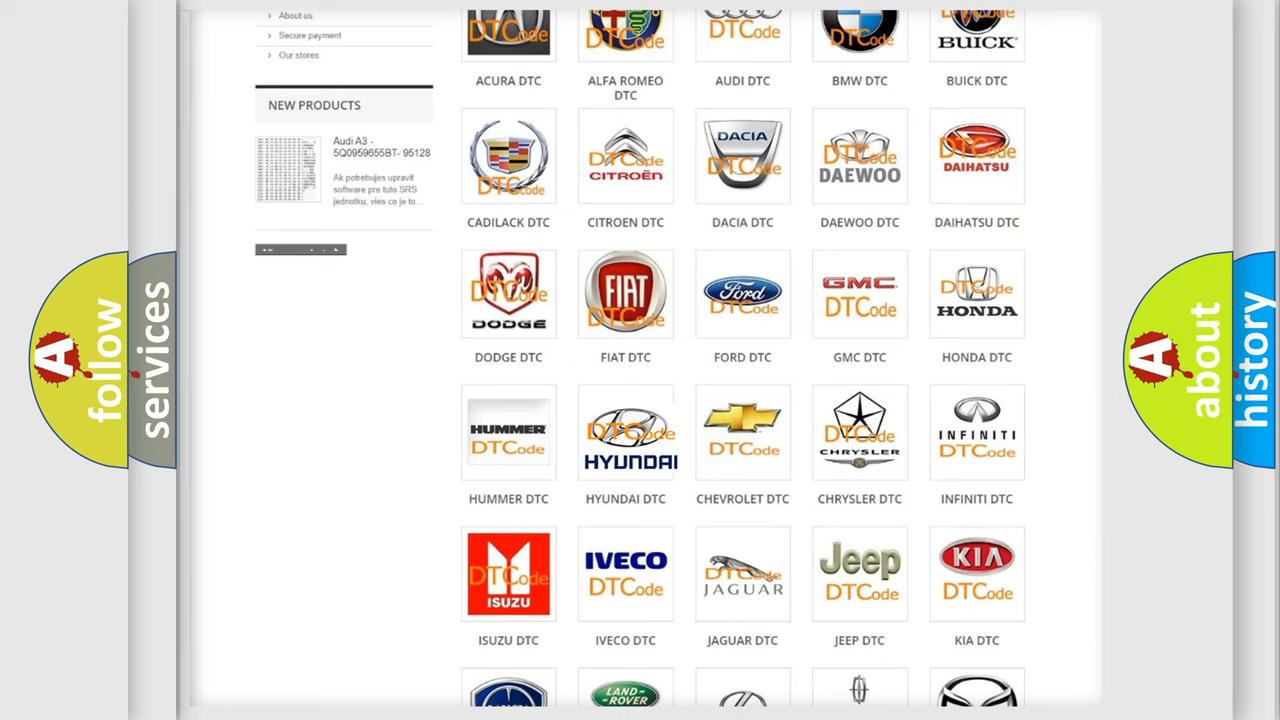 About us
Secure payment
Our stores
NEW PRODUCTS
Audi A3 -
5Q0959655BT- 95128
Ak potrebujes upravit
software pre tuto SRS
jednotku, vies co je to...
DTCode
DTCode
DTCode
DTCode
BUICK
ACURA DTC
ALFA ROMEO
DTC
AUDI DTC
BMW DTC
BUICK DTC
DTCode
DTCode
CITROËN
DACIA
DTCode
DTCode
DAEWOO
DTCode
DAIHATSU
CADILACK DTC
CITROEN DTC
DACIA DTC
DAEWOO DTC
DAIHATSU DTC
DTCode
DODGE
FIAT
DTCode
Ford
DTCode
GMC
DTCode
DTCode
HONDA
DODGE DTC
FIAT DTC
FORD DTC
GMC DTC
HONDA DTC
HUMMER
DTCode
DTCode
HYUNDAI
DTCode
DTCode
CHRYSLER
INFINITI
DTCode
HUMMER DTC
HYUNDAI DTC
CHEVROLET DTC
CHRYSLER DTC
INFINITI DTC
DTCode
ISUZU
IVECO
DTCode
DTCode
JAGUAR
Jeep
DTCode
KIA
DTCode
ISUZU DTC
IVECO DTC
JAGUAR DTC
JEEP DTC
KIA DTC
LAND-
ROVER
A
follow
services
A
about
history